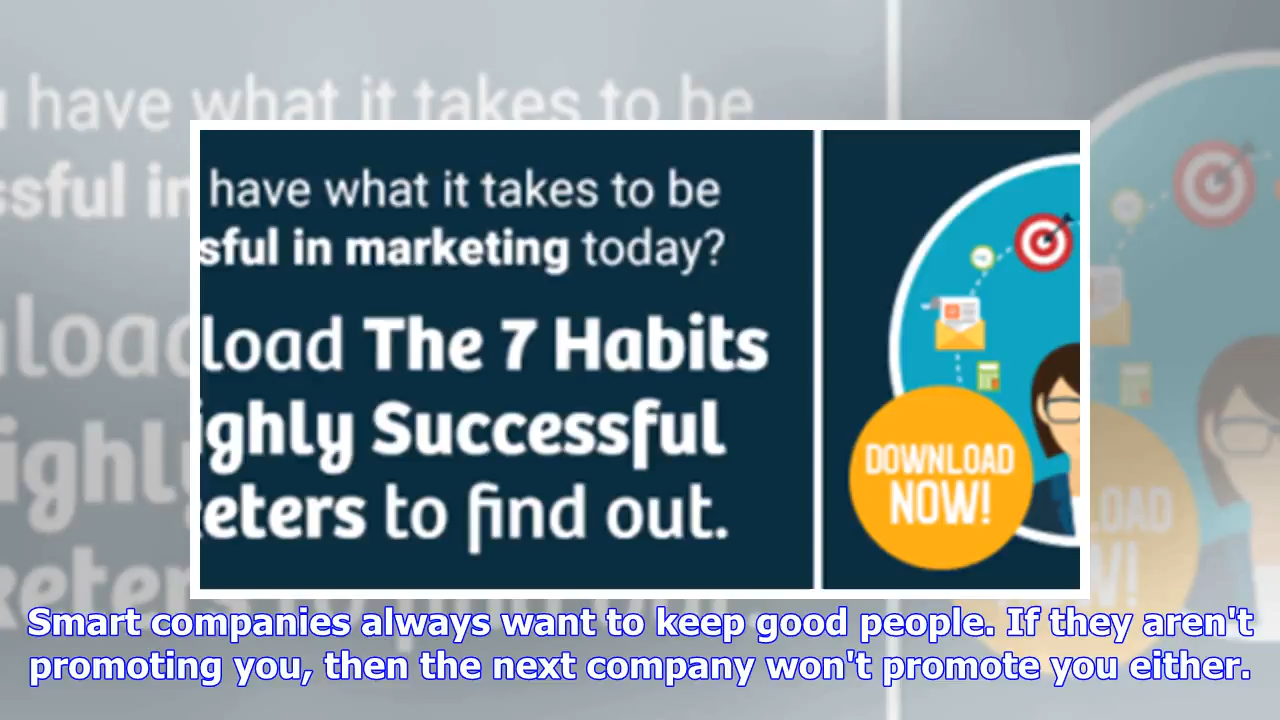 have what it takes to be
sful in marketing today?
load The 7 Habits
ighly Successful
eters to find out.
DOWNLOAD
NOW!
Smart companies always want to keep good people. If they aren't
promoting you, then the next company won't promote you either.